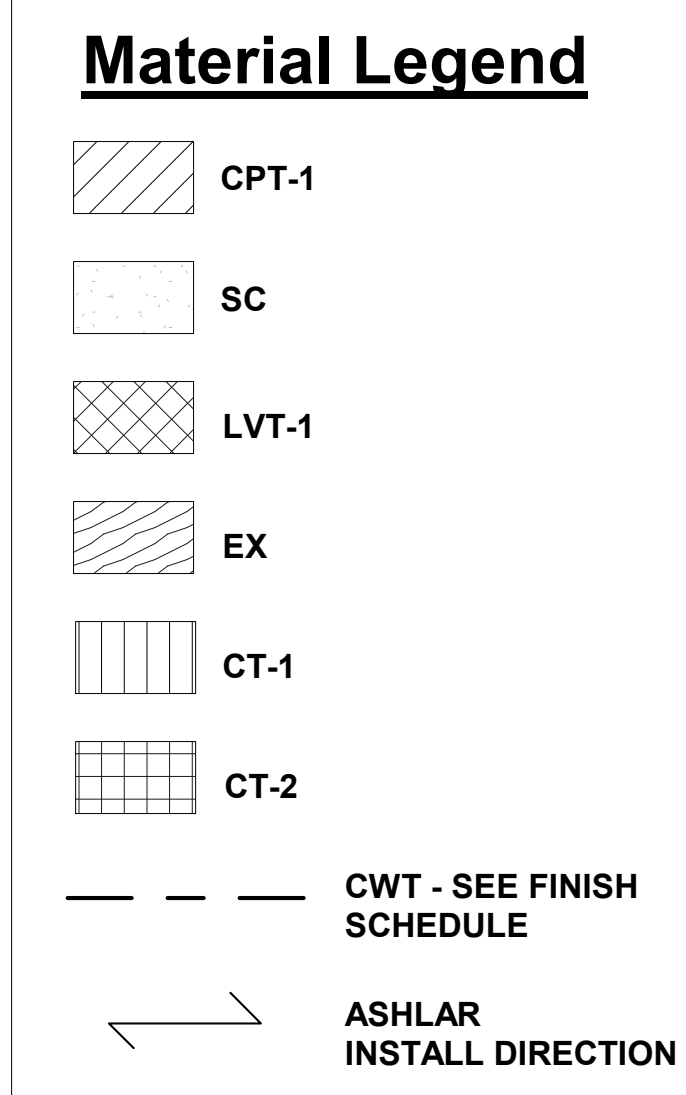 Material Legend
CPT-1
SC
LVT-1
EX
CT-1
CT-2
CWT - SEE FINISH
SCHEDULE
ASHLAR
INSTALL DIRECTION